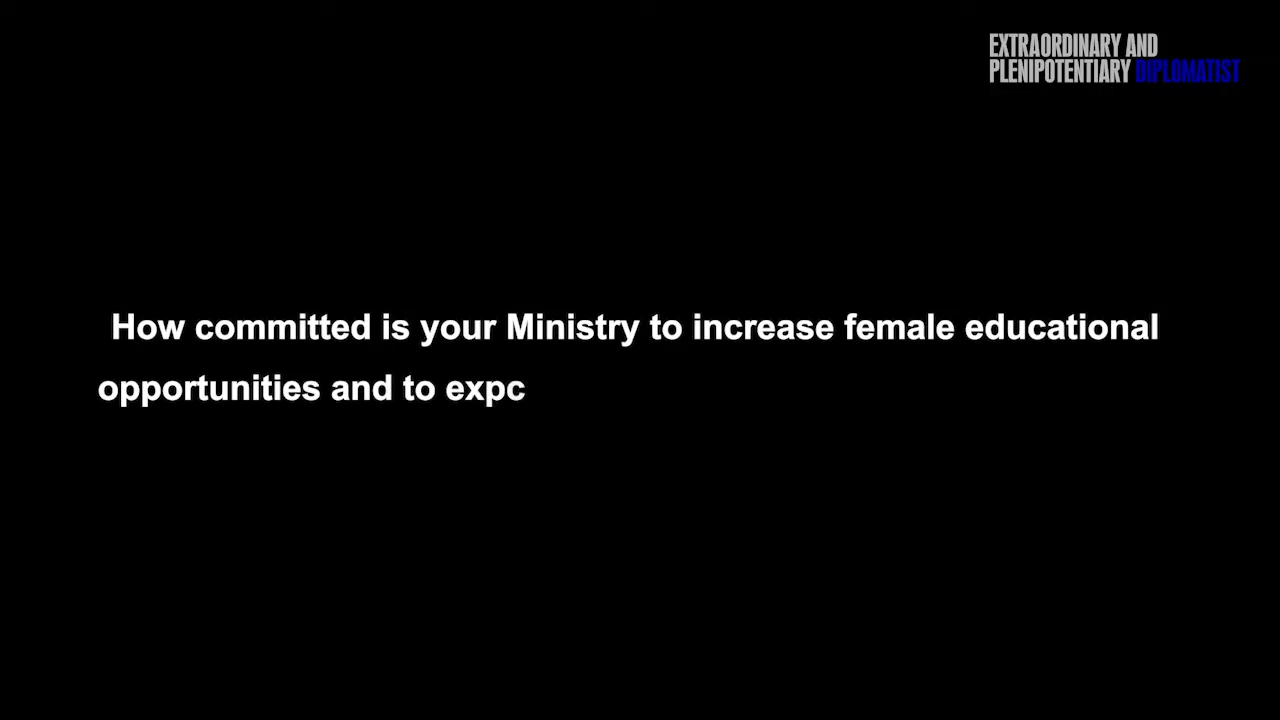 EXTRAORDINARY AND
PLENIPOTENTIARY DIPLOMATIST
How committed is your Ministry to increase female educational
opportunities and to expc